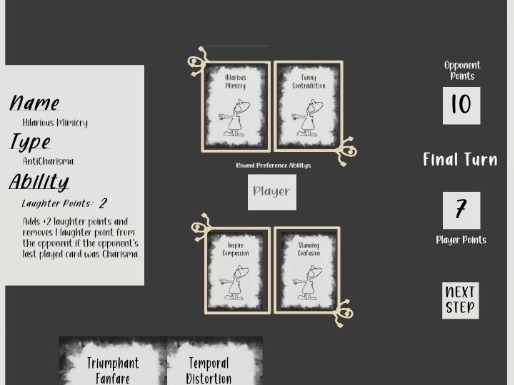 Name
Hilarious Mimicry
Type
AntiCharisma
Ability
Laughter Points: 2
Adds +2 laughter points and
removes 1 laughter point from
the opponent if the opponent's
last played card was Charisma.
Hilarious
Mimicry
Funny
Contradiction
Round Preference Abilitys
Player
Inspire
Compassion
Stunning
Confusion
Triumphant
Fanfare
Temporal
Distortion
Opponent
Points
10
Final Turn
7
Player Points
NEXT
STEP